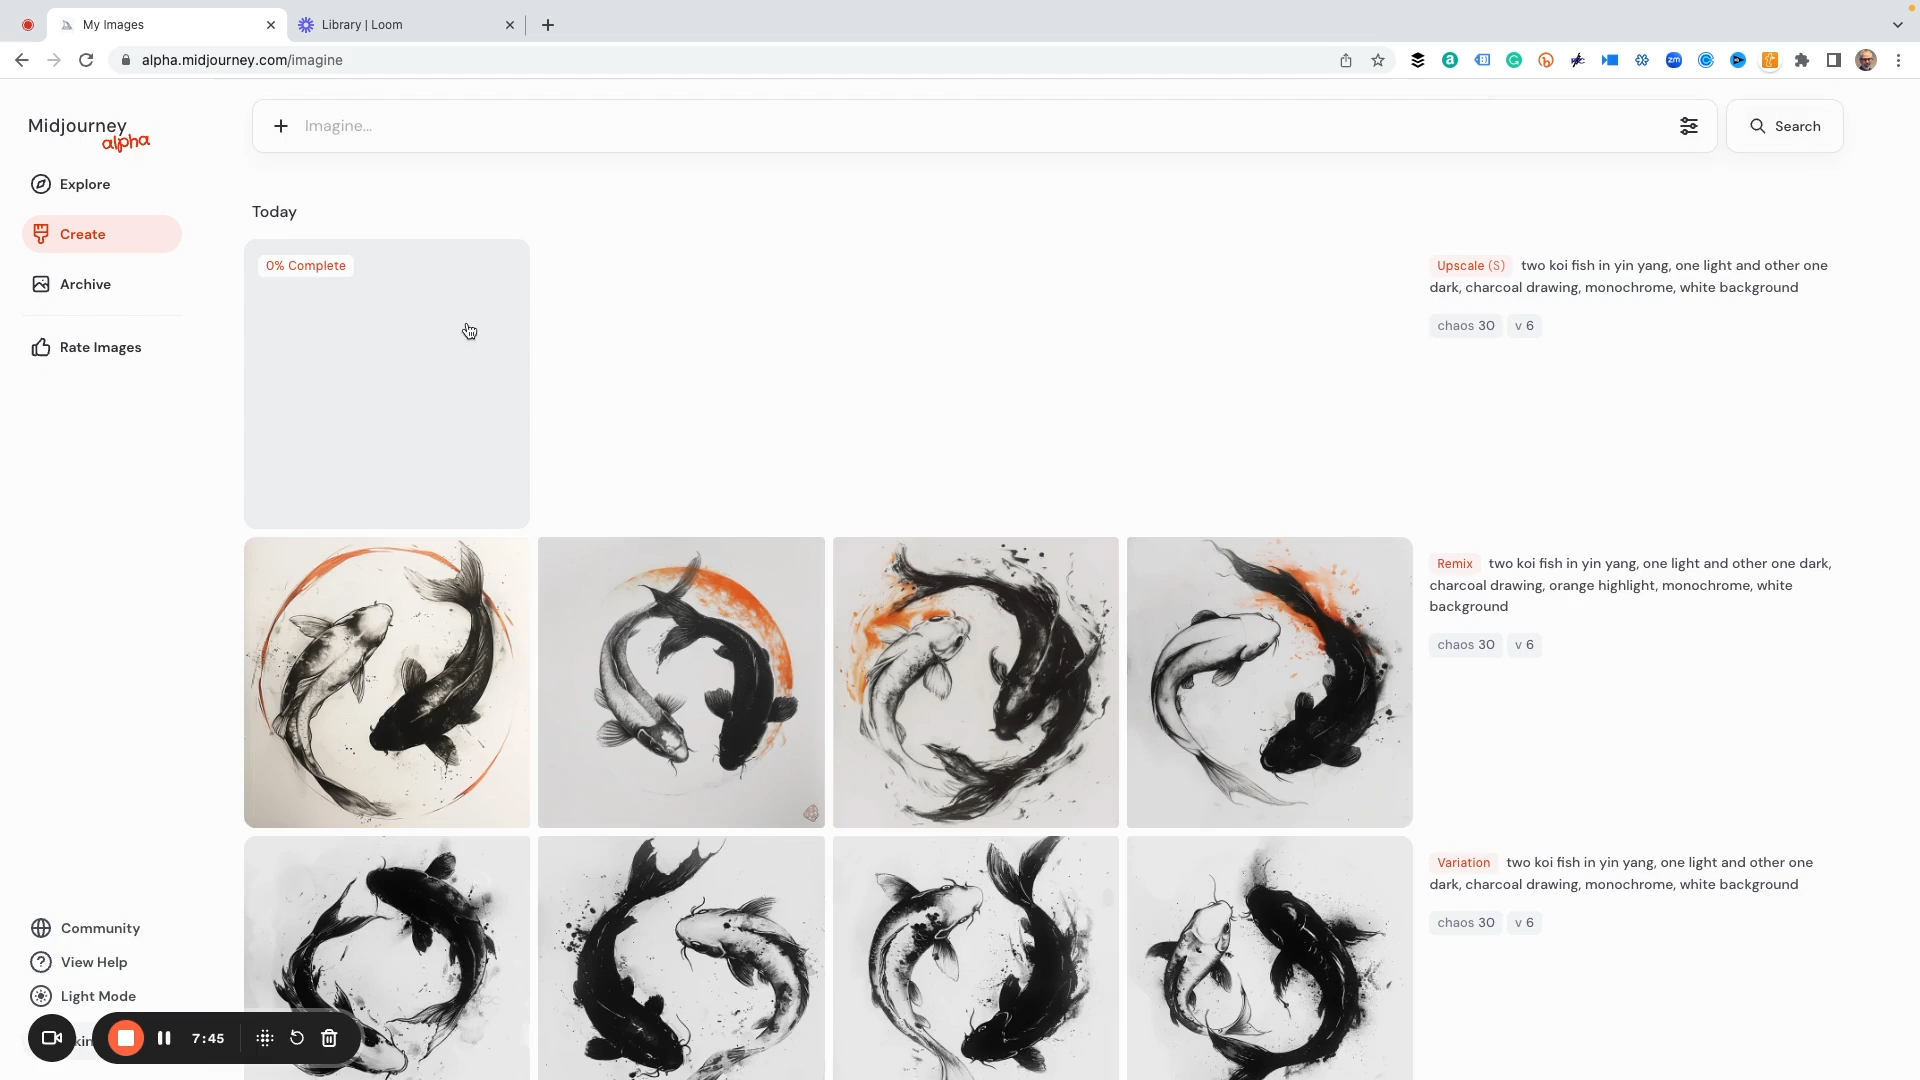 My Images
Library | Loom
alpha.midjourney.com/imagine
Midjourney
alpha
Imagine...
Search
Explore
Create
Archive
Rate Images
Today
0% Complete
Upscale (S) two koi fish in yin yang, one light and other one
dark, charcoal drawing, monochrome, white background
chaos 30 v 6
Remix two koi fish in yin yang, one light and other one dark,
charcoal drawing, orange highlight, monochrome, white
background
chaos 30 v 6
Variation two koi fish in yin yang, one light and other one
dark, charcoal drawing, monochrome, white background
chaos 30 v 6
Community
View Help
Light Mode
7:45